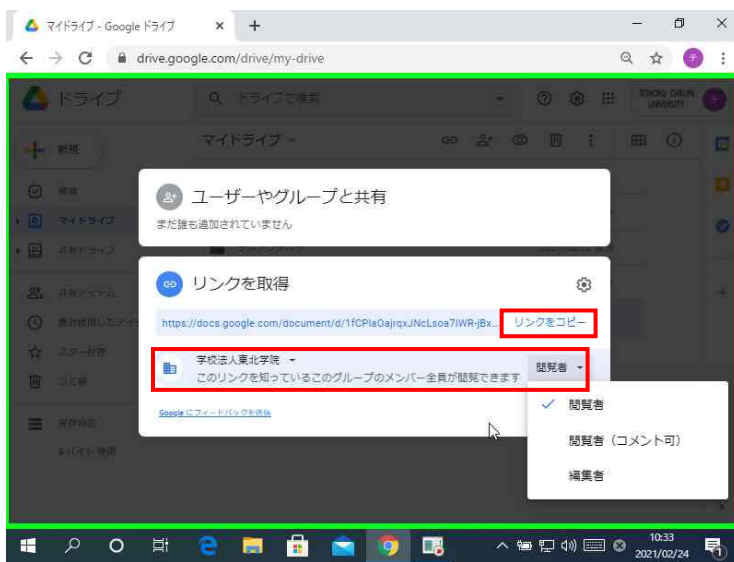 マイドライブ - Google ドライブ
drive.google.com/drive/my-drive
テ
ドライブ
ドライブで検索
TOHOKU GAKUIN
UNIVERSITY
新規
マイドライブ
候補
マイドライブ
共有ドライブ
共有アイテム
スター付き
ゴミ箱
ユーザーやグループと共有
まだ誰も追加されていません
リンクを取得
https://docs.google.com/document/d/1fCPlaOajrqxJNcLsoa7IWR-jBx...
リンクをコピー
学校法人東北学院
このリンクを知っているこのグループのメンバー全員が閲覧できます
閲覧者
Google にフィードバックを送信
閲覧者
閲覧者（コメント可）
編集者
10:33
2021/02/24
1